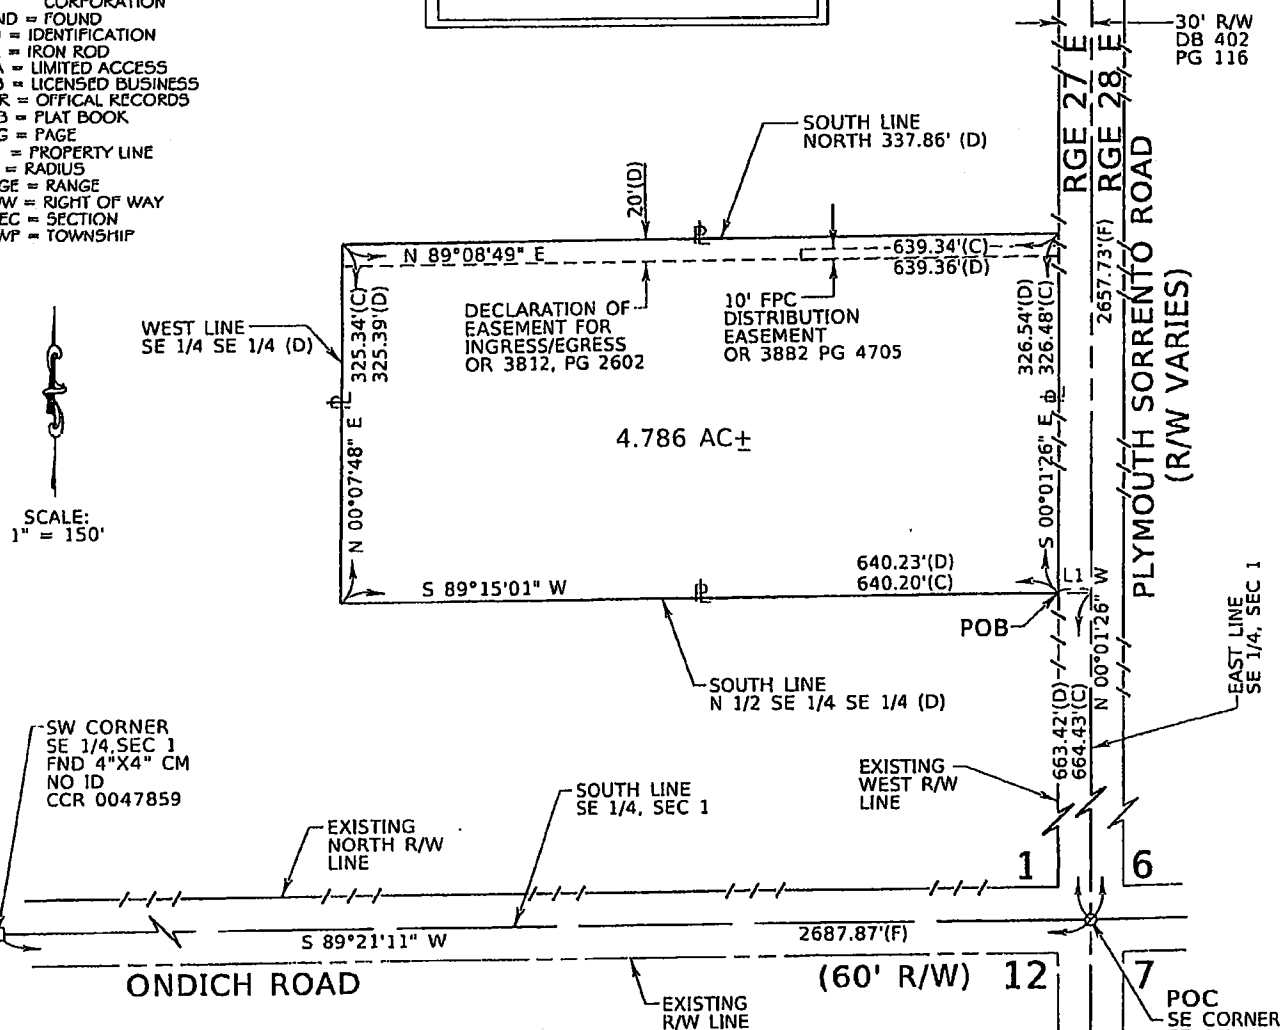 CORPORATION
ND = FOUND
= IDENTIFICATION
= IRON ROD
A = LIMITED ACCESS
B = LICENSED BUSINESS
R = OFFICAL RECORDS
B = PLAT BOOK
G = PAGE
= PROPERTY LINE
= RADIUS
GE = RANGE
/W = RIGHT OF WAY
EC = SECTION
WP = TOWNSHIP
30' R/W
DB 402
PG 116
RGE 27 E
RGE 28 E
SOUTH LINE
NORTH 337.86' (D)
20'(D)
N 89°08'49" E
639.34'(C)
639.36'(D)
2657.73'(F)
PLYMOUTH SORRENTO ROAD
(R/W VARIES)
WEST LINE
SE 1/4 SE 1/4 (D)
325.34'(C)
325.39'(D)
DECLARATION OF
EASEMENT FOR
INGRESS/EGRESS
OR 3812, PG 2602
10' FPC
DISTRIBUTION
EASEMENT
OR 3882 PG 4705
326.54'(D)
326.48'(C)
N 00°07'48" E
4.786 AC±
S 00°01'26" E
SCALE:
1" = 150'
640.23'(D)
640.20'(C)
S 89°15'01" W
L1
POB
N 00°01'26" W
EAST LINE
SE 1/4, SEC 1
SOUTH LINE
N 1/2 SE 1/4 SE 1/4 (D)
663.42'(D)
664.43'(C)
SW CORNER
SE 1/4,SEC 1
FND 4"X4" CM
NO ID
CCR 0047859
EXISTING
WEST R/W
LINE
SOUTH LINE
SE 1/4, SEC 1
EXISTING
NORTH R/W
LINE
1
6
S 89°21'11" W
2687.87'(F)
ONDICH ROAD
(60' R/W)
12
7
EXISTING
R/W LINE
POC
SE CORNER